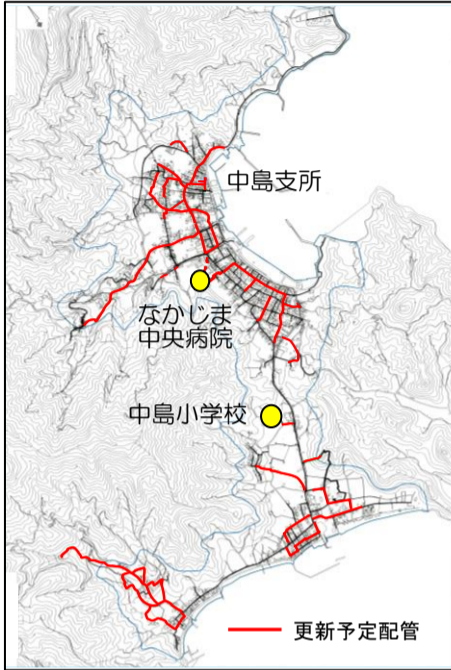 中島支所
なかじま
中央病院
中島小学校
更新予定配管